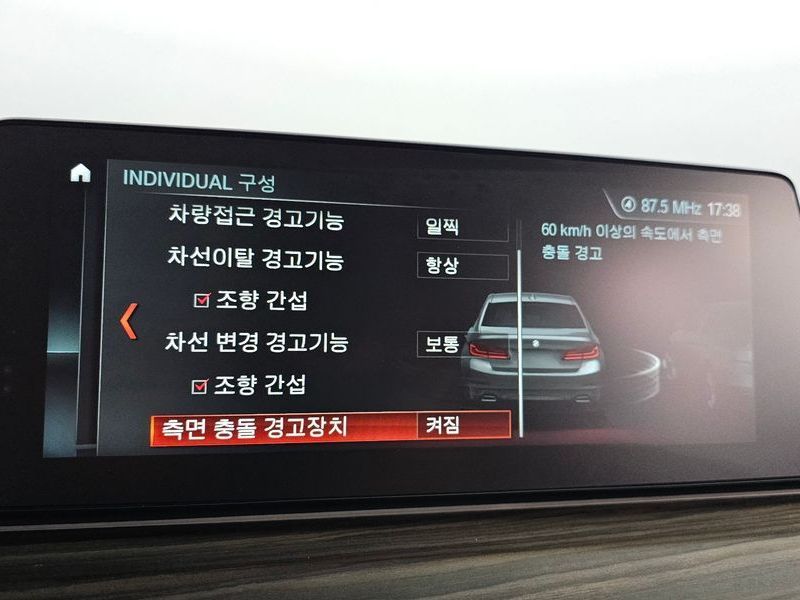 INDIVIDUAL 구성
④ 87.5 MHz 17:38
차량접근 경고기능 일찍
차선이탈 경고기능 항상
조향 간섭
차선 변경 경고기능 보통
조향 간섭
측면 충돌 경고장치 켜짐
60 km/h 이상의 속도에서 측면
충돌 경고